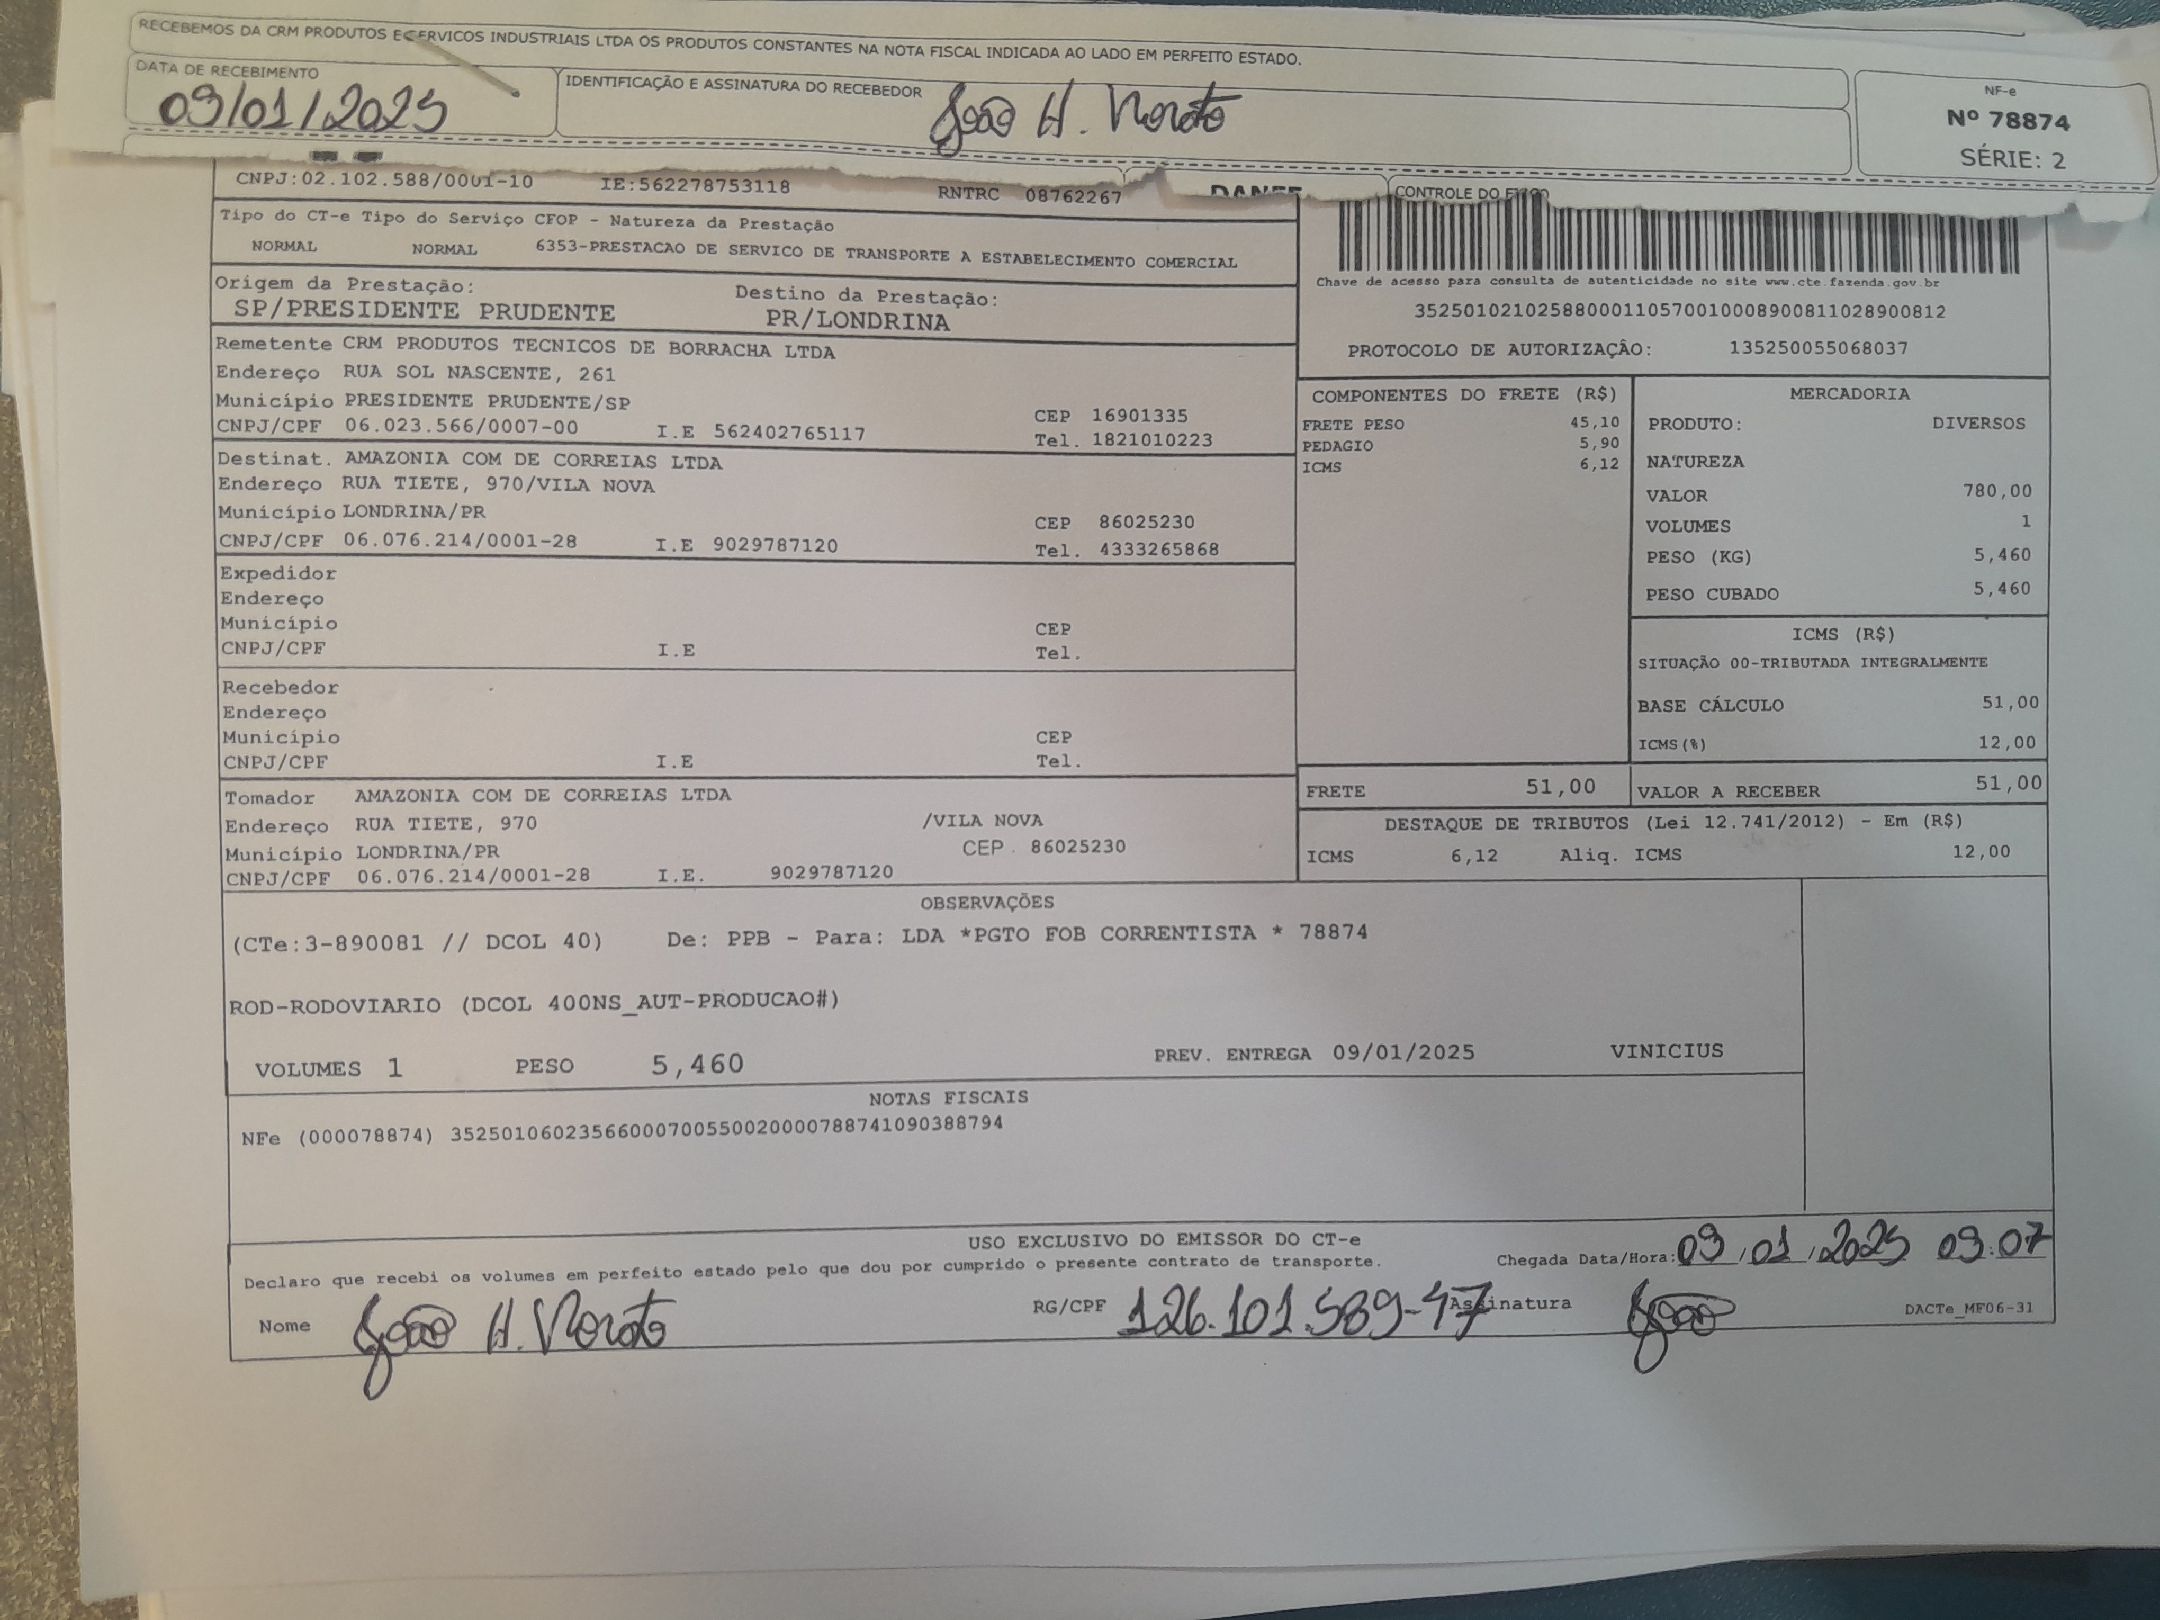 RECEBEMOS DA CRM PRODUTOS E SERVICOS INDUSTRIAIS LTDA OS PRODUTOS CONSTANTES NA NOTA FISCAL INDICADA AO LADO EM PERFEITO ESTADO.
DATA DE RECEBIMENTO
09/01/2025
IDENTIFICAÇÃO E ASSINATURA DO RECEBEDOR
João H. Noroto
NF-e
Nº 78874
SÉRIE: 2
CNPJ:02.102.588/0001-10 IE:562278753118 RNTRC 08762267
DANFE
CONTROLE DO FISCO
Tipo do CT-e Tipo do Serviço CFOP - Natureza da Prestação
NORMAL NORMAL 6353-PRESTACAO DE SERVICO DE TRANSPORTE A ESTABELECIMENTO COMERCIAL
Chave de acesso para consulta de autenticidade no site www.cte.fazenda.gov.br
35250102102588000110570010008900811028900812
PROTOCOLO DE AUTORIZAÇÃO: 135250055068037
Origem da Prestação: Destino da Prestação:
SP/PRESIDENTE PRUDENTE PR/LONDRINA
Remetente CRM PRODUTOS TECNICOS DE BORRACHA LTDA
Endereço RUA SOL NASCENTE, 261
Município PRESIDENTE PRUDENTE/SP CEP 16901335
CNPJ/CPF 06.023.566/0007-00 I.E 562402765117 Tel. 1821010223
Destinat. AMAZONIA COM DE CORREIAS LTDA
Endereço RUA TIETE, 970/VILA NOVA
Município LONDRINA/PR CEP 86025230
CNPJ/CPF 06.076.214/0001-28 I.E 9029787120 Tel. 4333265868
Expedidor
Endereço
Município CEP
CNPJ/CPF I.E Tel.
Recebedor
Endereço
Município CEP
CNPJ/CPF I.E Tel.
Tomador AMAZONIA COM DE CORREIAS LTDA
Endereço RUA TIETE, 970 /VILA NOVA
Município LONDRINA/PR CEP. 86025230
CNPJ/CPF 06.076.214/0001-28 I.E. 9029787120
COMPONENTES DO FRETE (R$)
FRETE PESO 45,10
PEDAGIO 5,90
ICMS 6,12
MERCADORIA
PRODUTO: DIVERSOS
NATUREZA
VALOR 780,00
VOLUMES 1
PESO (KG) 5,460
PESO CUBADO 5,460
ICMS (R$)
SITUAÇÃO 00-TRIBUTADA INTEGRALMENTE
BASE CÁLCULO 51,00
ICMS(%) 12,00
FRETE 51,00 VALOR A RECEBER 51,00
DESTAQUE DE TRIBUTOS (Lei 12.741/2012) - Em (R$)
ICMS 6,12 Aliq. ICMS 12,00
OBSERVAÇÕES
(CTe:3-890081 // DCOL 40) De: PPB - Para: LDA *PGTO FOB CORRENTISTA * 78874
ROD-RODOVIARIO (DCOL 400NS_AUT-PRODUCAO#)
VOLUMES 1 PESO 5,460 PREV. ENTREGA 09/01/2025 VINICIUS
NOTAS FISCAIS
NFe (000078874) 35250106023566000700550020000788741090388794
USO EXCLUSIVO DO EMISSOR DO CT-e
Declaro que recebi os volumes em perfeito estado pelo que dou por cumprido o presente contrato de transporte. Chegada Data/Hora: 09/01/2025 09:07
Nome João H. Noroto RG/CPF 126.101.589-47 Assinatura João DACTe_MF06-31